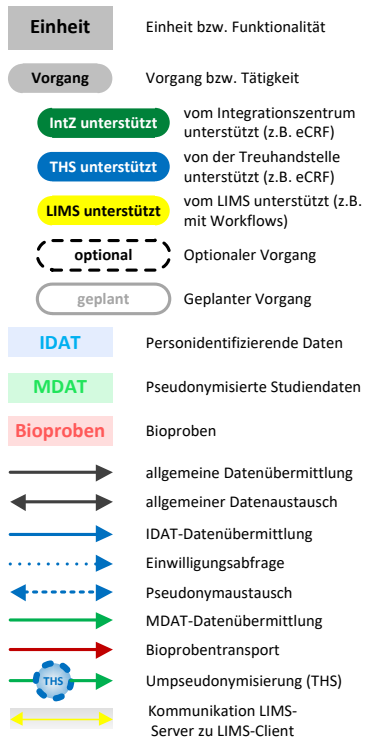 Einheit Einheit bzw. Funktionalität
Vorgang Vorgang bzw. Tätigkeit
IntZ unterstützt vom Integrationszentrum
unterstützt (z.B. eCRF)
THS unterstützt von der Treuhandstelle
unterstützt (z.B. eCRF)
LIMS unterstützt vom LIMS unterstützt (z.B.
mit Workflows)
optional Optionaler Vorgang
geplant Geplanter Vorgang
IDAT Personidentifizierende Daten
MDAT Pseudonymisierte Studiendaten
Bioproben Bioproben
allgemeine Datenübermittlung
allgemeiner Datenaustausch
IDAT-Datenübermittlung
Einwilligungsabfrage
Pseudonymaustausch
MDAT-Datenübermittlung
Bioprobentransport
THS Umpseudonymisierung (THS)
Kommunikation LIMS-
Server zu LIMS-Client